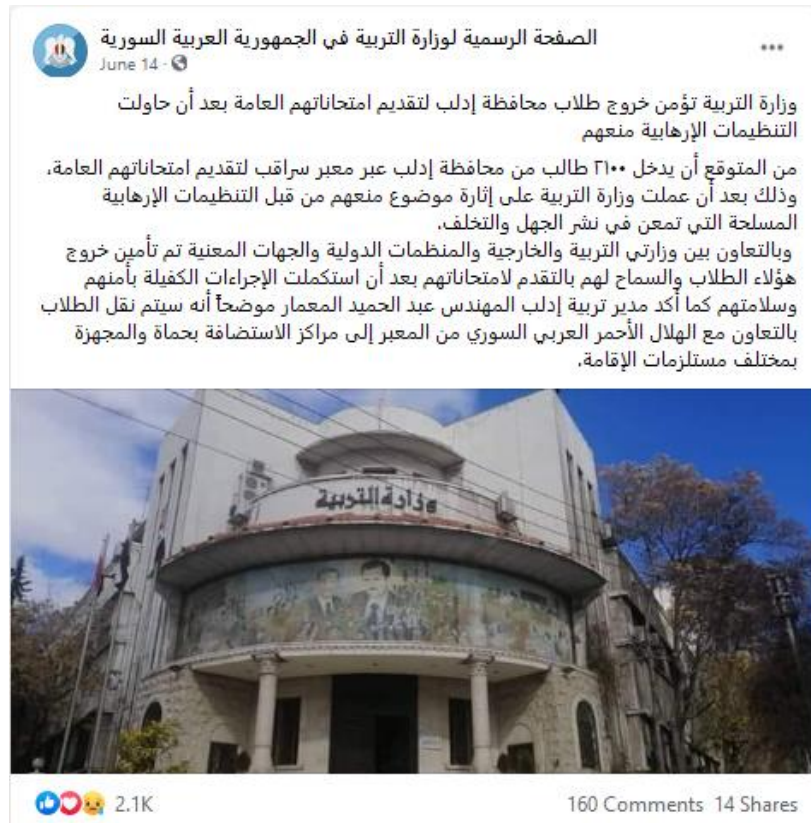 الصفحة الرسمية لوزارة التربية في الجمهورية العربية السورية
June 14 ·
وزارة التربية تؤمن خروج طلاب محافظة إدلب لتقديم امتحاناتهم العامة بعد أن حاولت
التنظيمات الإرهابية منعهم
من المتوقع أن يدخل ٢١٠٠ طالب من محافظة إدلب عبر معبر سراقب لتقديم امتحاناتهم العامة،
وذلك بعد أن عملت وزارة التربية على إثارة موضوع منعهم من قبل التنظيمات الإرهابية
المسلحة التي تمعن في نشر الجهل والتخلف.
وبالتعاون بين وزارتي التربية والخارجية والمنظمات الدولية والجهات المعنية تم تأمين خروج
هؤلاء الطلاب والسماح لهم بالتقدم لامتحاناتهم بعد أن استكملت الإجراءات الكفيلة بأمنهم
وسلامتهم كما أكد مدير تربية إدلب المهندس عبد الحميد المعمار موضحاً أنه سيتم نقل الطلاب
بالتعاون مع الهلال الأحمر العربي السوري من المعبر إلى مراكز الاستضافة بحماة والمجهزة
بمختلف مستلزمات الإقامة.
وزارة التربية
2.1K
160 Comments 14 Shares